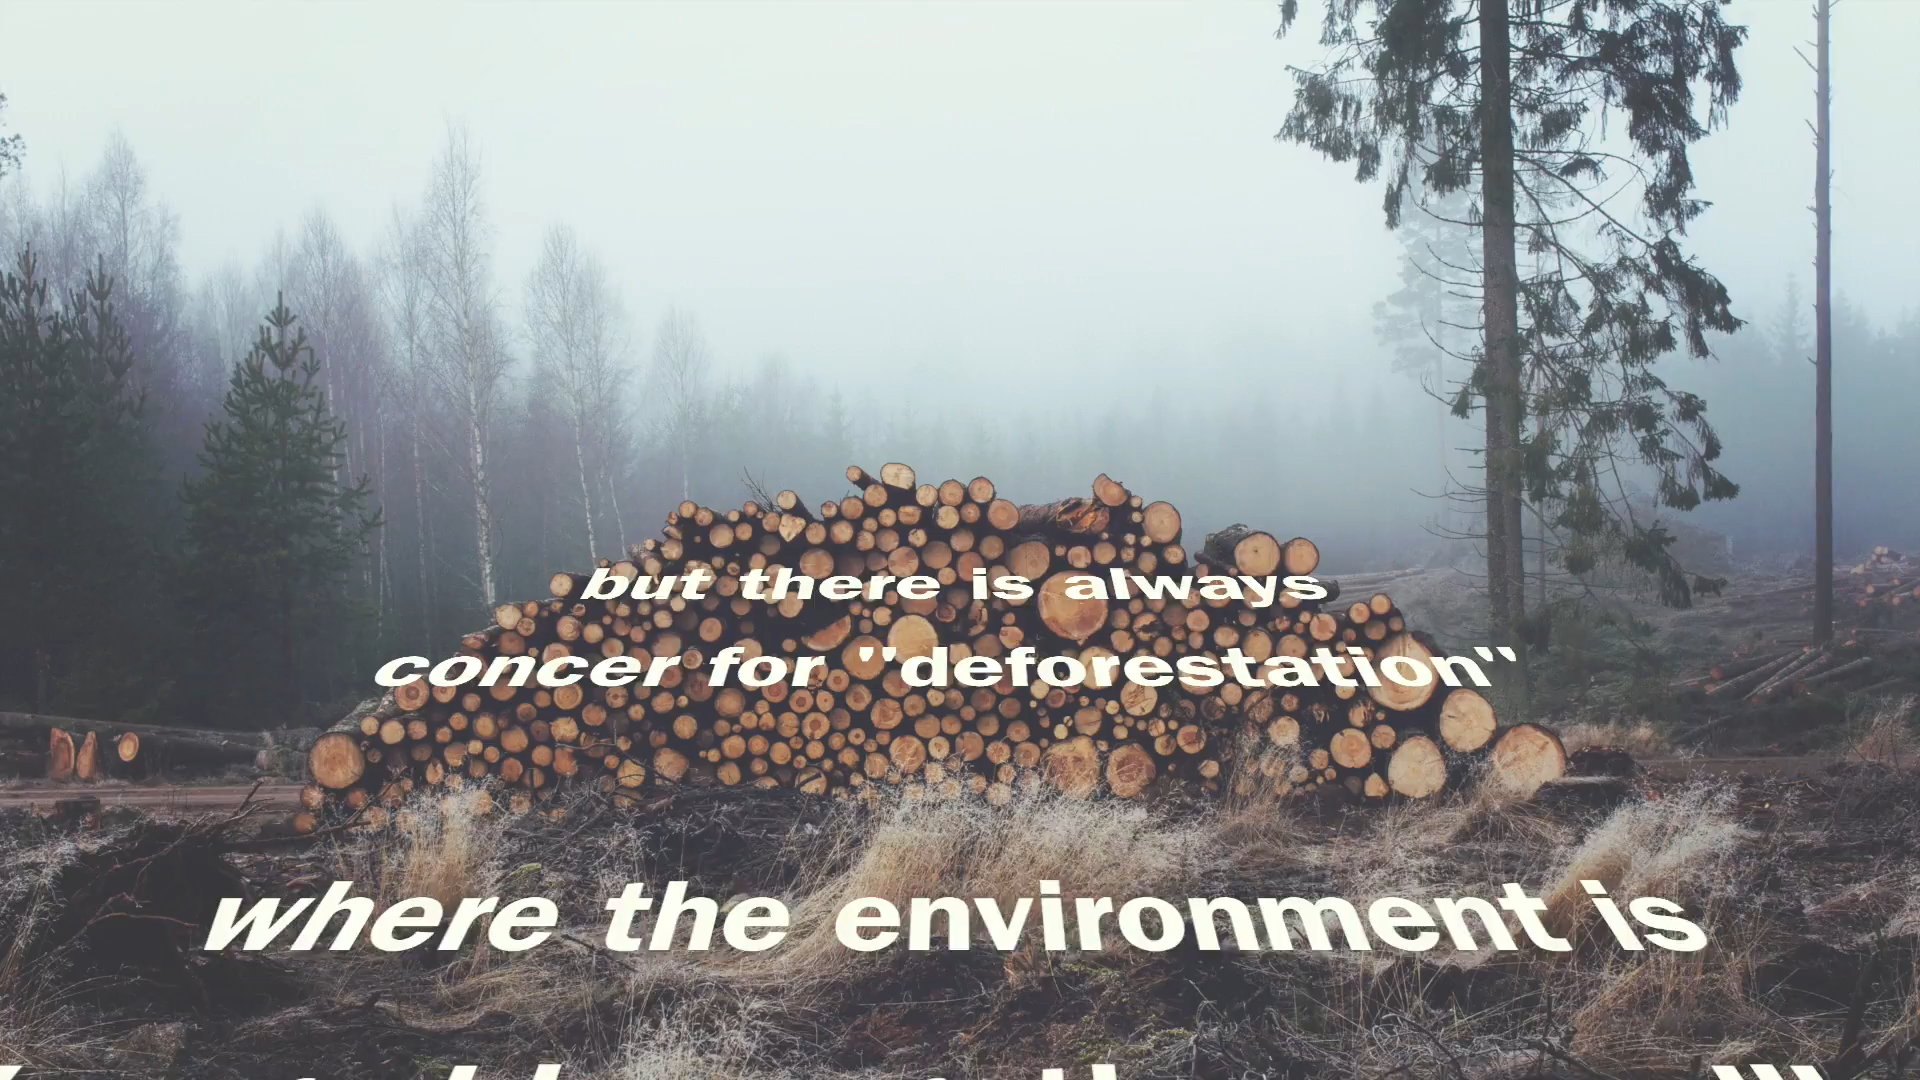 but there is always
concer for "deforestation"
where the environment is